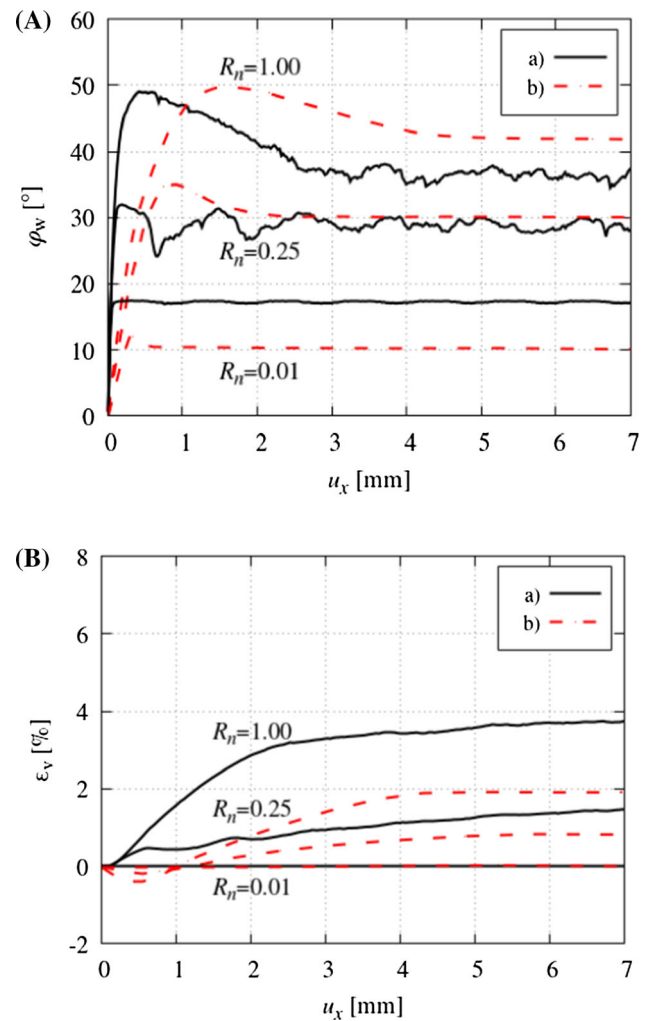 (A)
60
50
40
30
20
10
0
φw [°]
Rn=1.00
Rn=0.25
Rn=0.01
a)
b)
0 1 2 3 4 5 6 7
ux [mm]
(B)
8
6
4
2
0
-2
εv [%]
a)
b)
Rn=1.00
Rn=0.25
Rn=0.01
0 1 2 3 4 5 6 7
ux [mm]